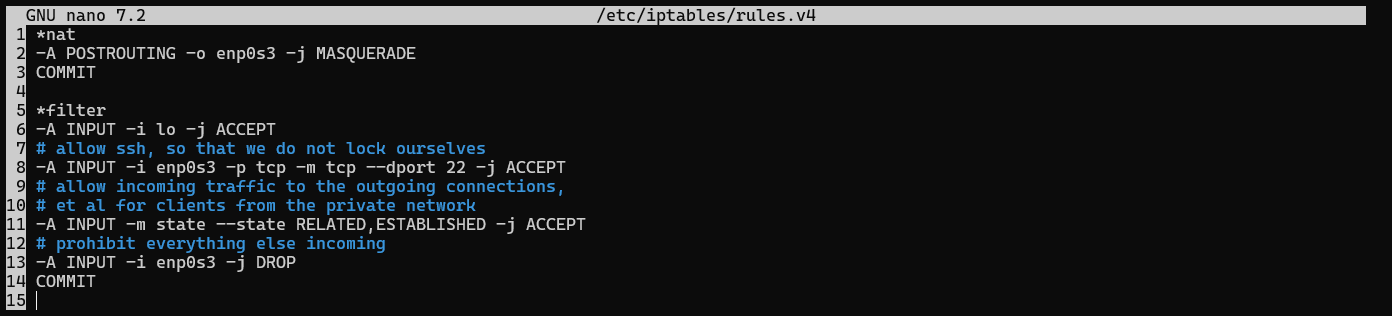 GNU nano 7.2 /etc/iptables/rules.v4
1 *nat
2 -A POSTROUTING -o enp0s3 -j MASQUERADE
3 COMMIT
4
5 *filter
6 -A INPUT -i lo -j ACCEPT
7 # allow ssh, so that we do not lock ourselves
8 -A INPUT -i enp0s3 -p tcp -m tcp --dport 22 -j ACCEPT
9 # allow incoming traffic to the outgoing connections,
10 # et al for clients from the private network
11 -A INPUT -m state --state RELATED,ESTABLISHED -j ACCEPT
12 # prohibit everything else incoming
13 -A INPUT -i enp0s3 -j DROP
14 COMMIT
15